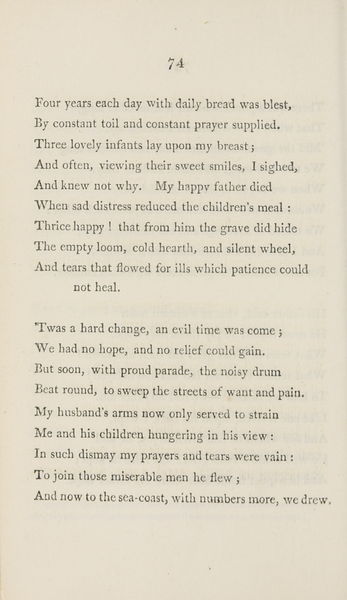 74
Four years each day with daily bread was blest,
By constant toil and constant prayer supplied.
Three lovely infants lay upon my breast;
And often, viewing their sweet smiles, I sighed,
And knew not why. My happy father died
When sad distress reduced the children's meal:
Thrice happy! that from him the grave did hide
The empty loom, cold hearth, and silent wheel,
And tears that flowed for ills which patience could
not heal.
'Twas a hard change, an evil time was come;
We had no hope, and no relief could gain.
But soon, with proud parade, the noisy drum
Beat round, to sweep the streets of want and pain.
My husband's arms now only served to strain
Me and his children hungering in his view:
In such dismay my prayers and tears were vain:
To join those miserable men he flew;
And now to the sea-coast, with numbers more, we drew.